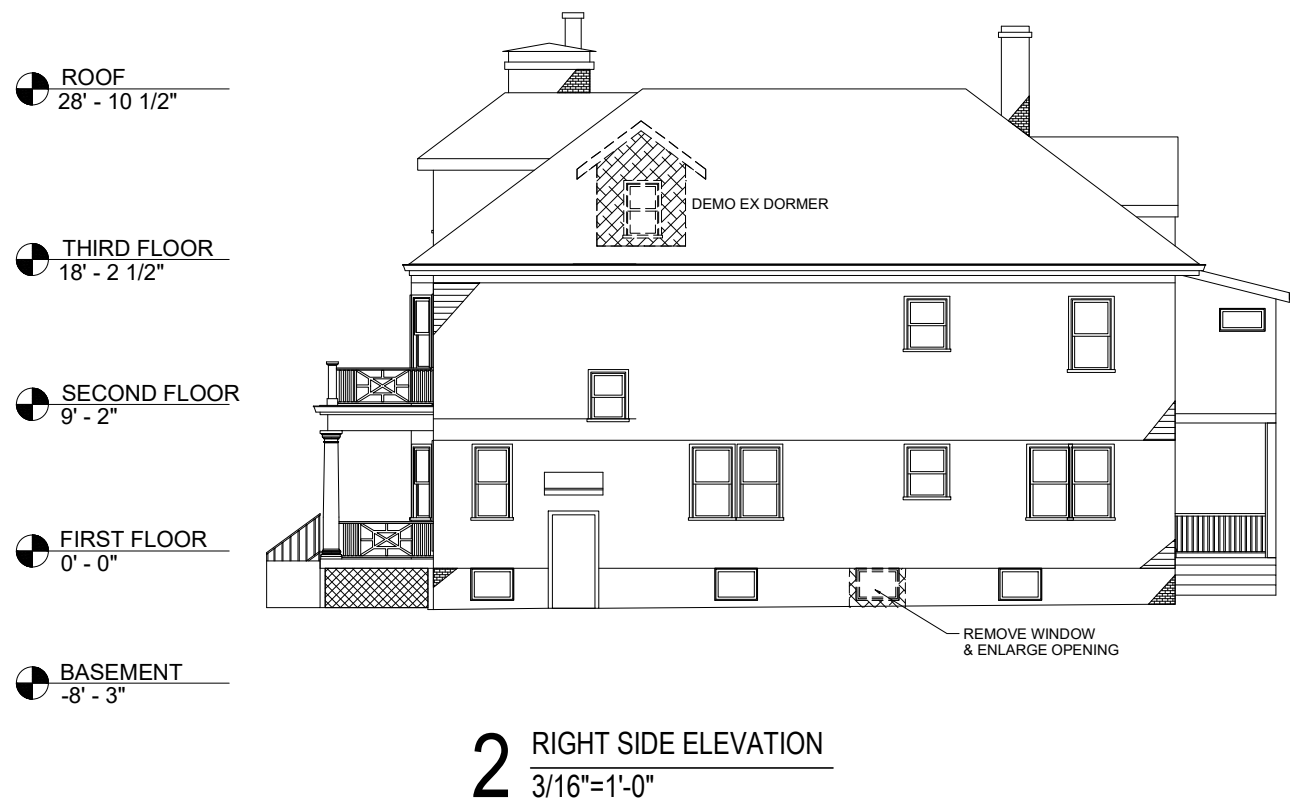 ROOF
28' - 10 1/2"
DEMO EX DORMER
THIRD FLOOR
18' - 2 1/2"
SECOND FLOOR
9' - 2"
FIRST FLOOR
0' - 0"
REMOVE WINDOW
& ENLARGE OPENING
BASEMENT
-8' - 3"
2 RIGHT SIDE ELEVATION
3/16"=1'-0"